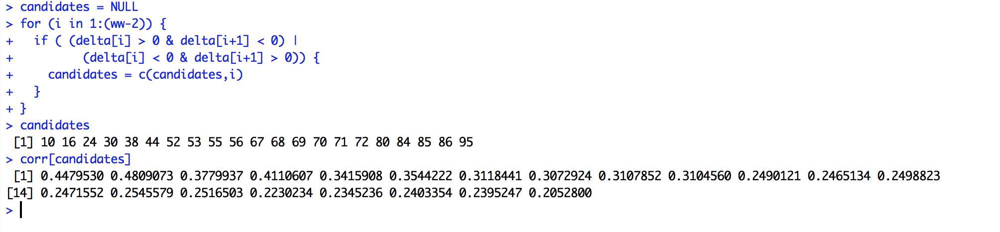 > candidates = NULL
> for (i in 1:(ww-2)) {
+   if ( (delta[i] > 0 & delta[i+1] < 0) |
+          (delta[i] < 0 & delta[i+1] > 0)) {
+     candidates = c(candidates,i)
+   }
+ }
> candidates
 [1] 10 16 24 30 38 44 52 53 55 56 67 68 69 70 71 72 80 84 85 86 95
> corr[candidates]
 [1] 0.4479530 0.4809073 0.3779937 0.4110607 0.3415908 0.3544222 0.3118441 0.3072924 0.3107852 0.3104560 0.2490121 0.2465134 0.2498823
[14] 0.2471552 0.2545579 0.2516503 0.2230234 0.2345236 0.2403354 0.2395247 0.2052800
>